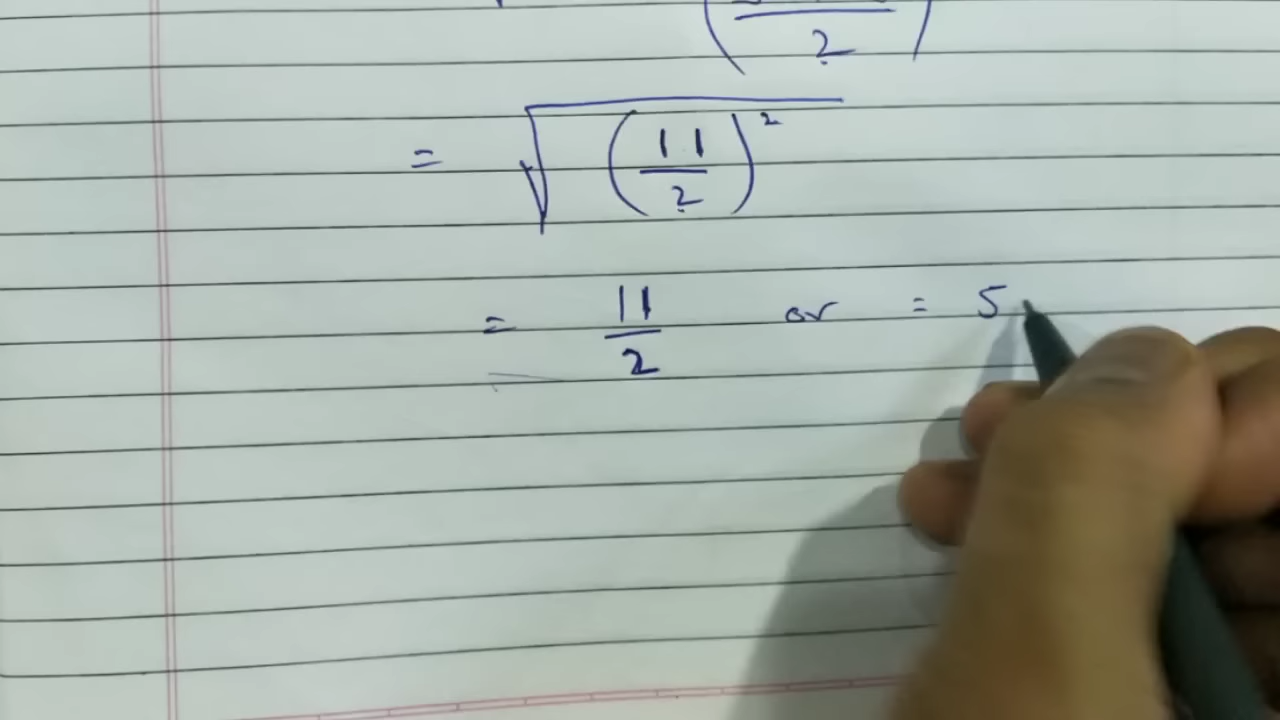 2
= √(11/2)²
= 11/2 or = 5